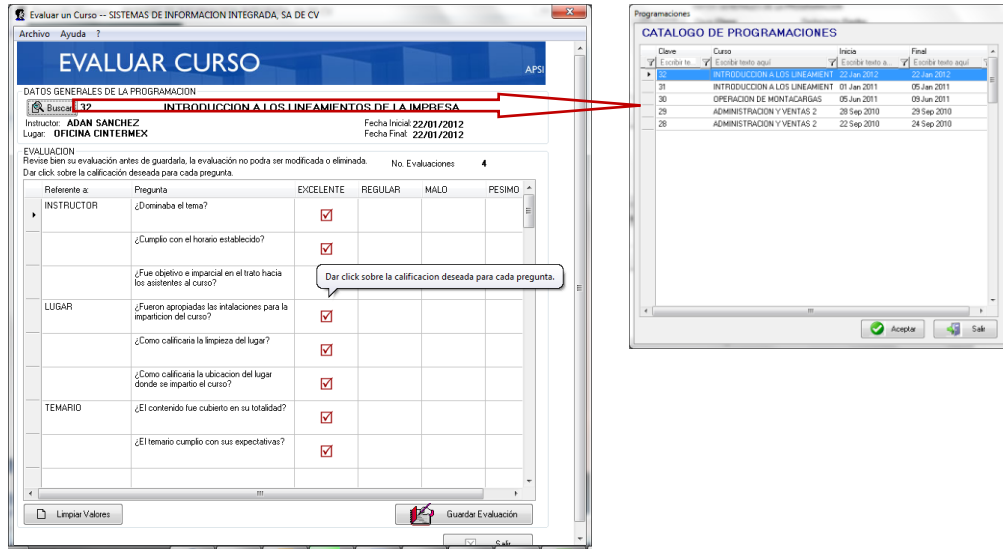 Evaluar un Curso -- SISTEMAS DE INFORMACION INTEGRADA, SA DE CV
Archivo Ayuda ?
EVALUAR CURSO
APSI
DATOS GENERALES DE LA PROGRAMACION
Buscar 32 INTRODUCCION A LOS LINEAMIENTOS DE LA IMPRESA
Instructor: ADAN SANCHEZ Fecha Inicial: 22/01/2012
Lugar: OFICINA CINTERMEX Fecha Final: 22/01/2012
EVALUACION
Revise bien su evaluación antes de guardarla, la evaluación no podra ser modificada o eliminada. No. Evaluaciones 4
Dar click sobre la calificación deseada para cada pregunta.
Referente a: Pregunta EXCELENTE REGULAR MALO PESIMO
INSTRUCTOR ¿Dominaba el tema?
¿Cumplio con el horario establecido?
¿Fue objetivo e imparcial en el trato hacia
los asistentes al curso?
Dar click sobre la calificacion deseada para cada pregunta.
LUGAR ¿Fueron apropiadas las intalaciones para la
imparticion del curso?
¿Como calificaria la limpieza del lugar?
¿Como calificaria la ubicacion del lugar
donde se impartio el curso?
TEMARIO ¿El contenido fue cubierto en su totalidad?
¿El temario cumplio con sus expectativas?
Limpiar Valores Guardar Evaluación
Salir
Programaciones
CATALOGO DE PROGRAMACIONES
Clave Curso Inicia Final
Escribir te... Escribir texto aquí Escribir texto a... Escribir texto aquí
32 INTRODUCCION A LOS LINEAMIENT 22 Jan 2012 22 Jan 2012
31 INTRODUCCION A LOS LINEAMIENT 01 Jan 2011 05 Jan 2011
30 OPERACION DE MONTACARGAS 05 Jun 2011 09 Jun 2011
29 ADMINISTRACION Y VENTAS 2 28 Sep 2010 29 Sep 2010
28 ADMINISTRACION Y VENTAS 2 22 Sep 2010 24 Sep 2010
Aceptar Salir